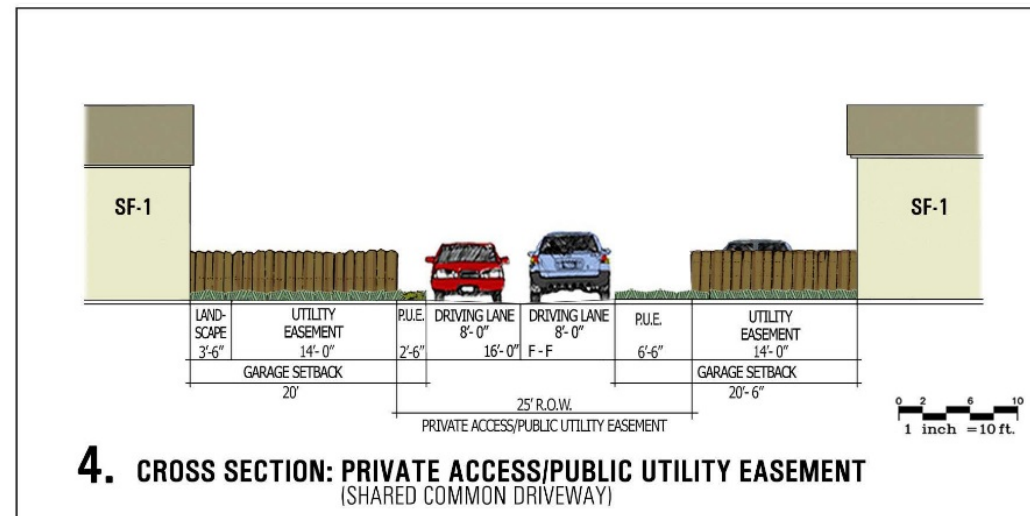 SF-1
SF-1
LAND-
SCAPE
3'-6"
UTILITY
EASEMENT
14'-0"
P.U.E.
2'-6"
DRIVING LANE
8'-0"
16'-0"
DRIVING LANE
8'-0"
F-F
P.U.E.
6'-6"
UTILITY
EASEMENT
14'-0"
GARAGE SETBACK
20'
GARAGE SETBACK
20'-6"
25' R.O.W.
PRIVATE ACCESS/PUBLIC UTILITY EASEMENT
0 2 6 10
1 inch =10 ft.
4. CROSS SECTION: PRIVATE ACCESS/PUBLIC UTILITY EASEMENT
(SHARED COMMON DRIVEWAY)